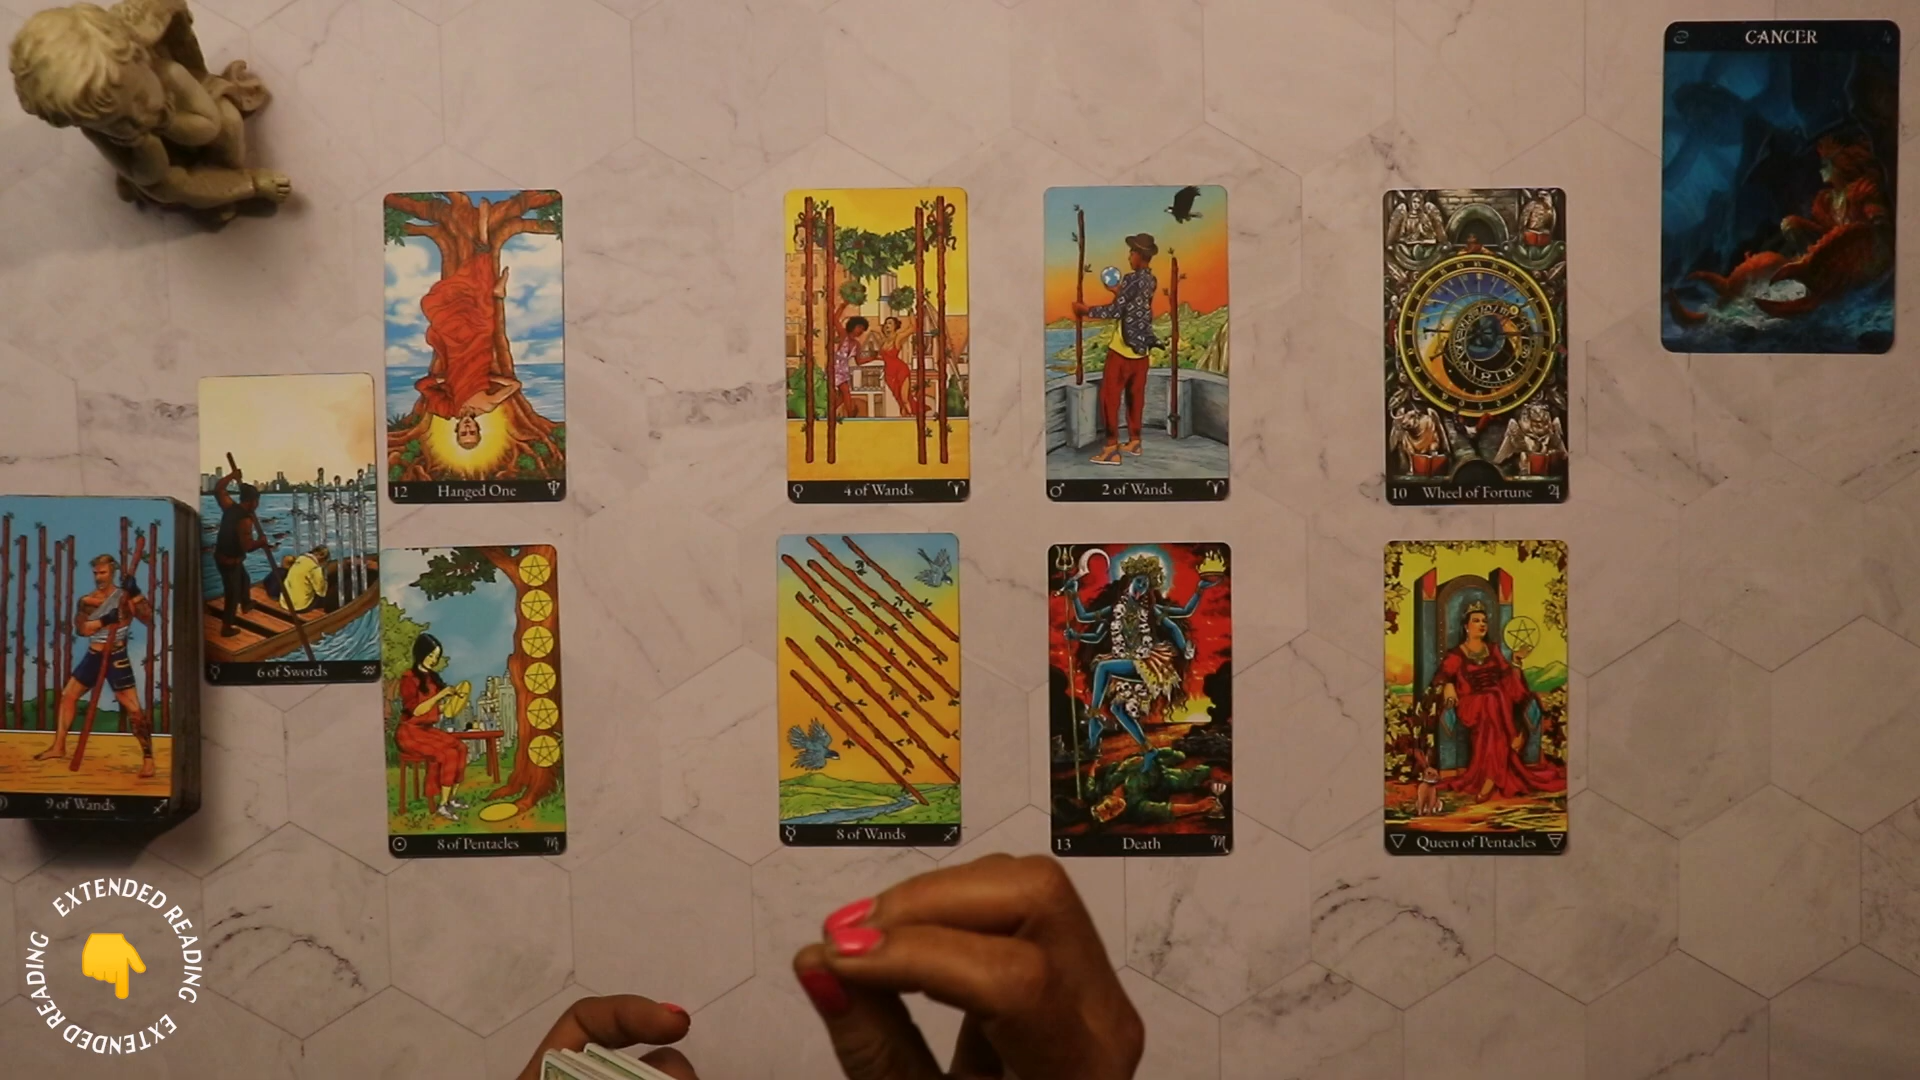 CANCER
12 Hanged One
4 of Wands
2 of Wands
10 Wheel of Fortune
6 of Swords
9 of Wands
8 of Pentacles
8 of Wands
13 Death
Queen of Pentacles
EXTENDED READING
EXTENDED READING